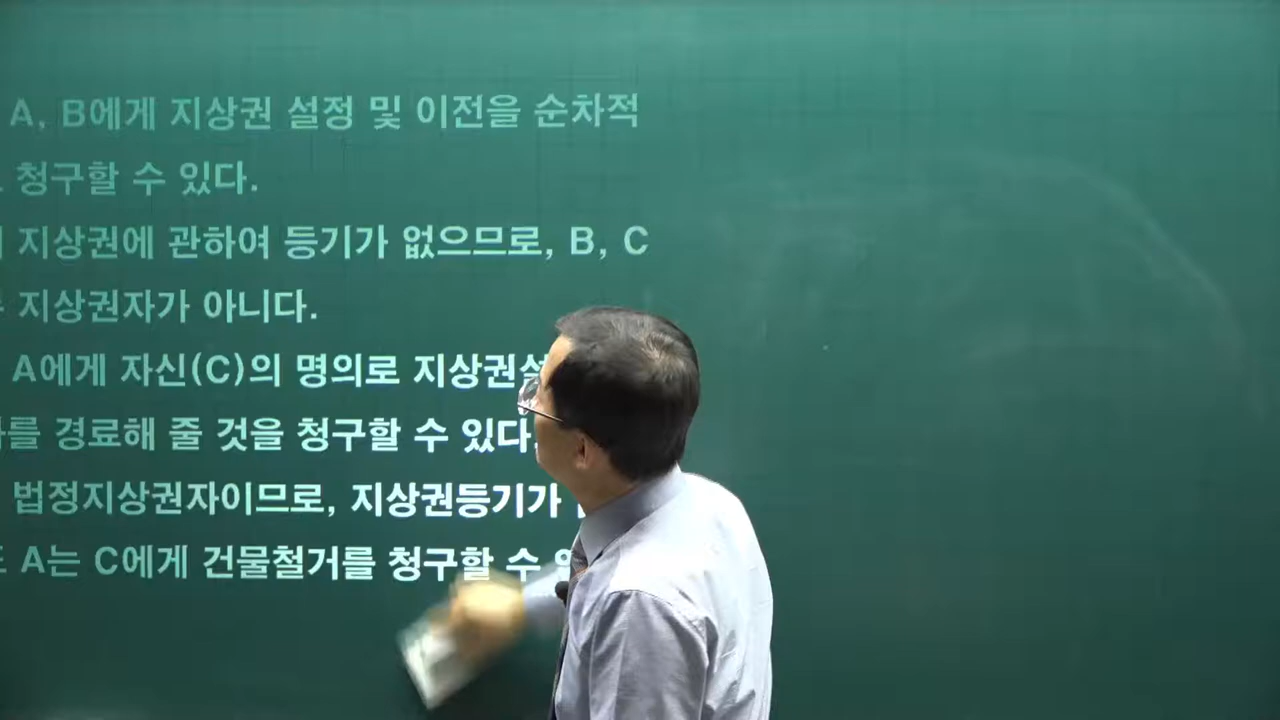 A, B에게 지상권 설정 및 이전을 순차적
청구할 수 있다.
지상권에 관하여 등기가 없으므로, B, C
지상권자가 아니다.
A에게 자신(C)의 명의로
를 경료해 줄 것을 청구할 수 있다.
법정지상권자이므로, 지상권등기가
A는 C에게 건물철거를 청구할 수